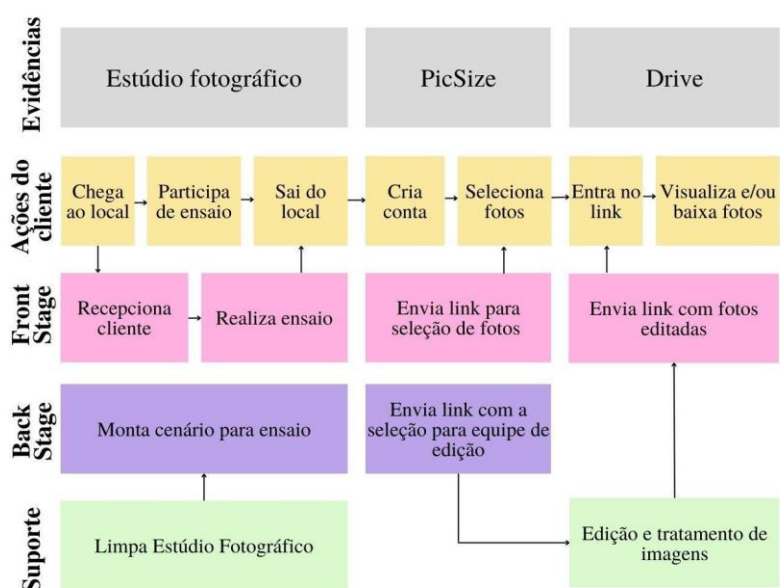 Evidências
Estúdio fotográfico
PicSize
Drive
Ações do
cliente
Chega
ao local
Participa
de ensaio
Sai do
local
Cria
conta
Seleciona
fotos
Entra no
link
Visualiza e/ou
baixa fotos
Front
Stage
Recepciona
cliente
Realiza ensaio
Envia link para
seleção de fotos
Envia link com fotos
editadas
Back
Stage
Monta cenário para ensaio
Envia link com a
seleção para equipe de
edição
Suporte
Limpa Estúdio Fotográfico
Edição e tratamento de
imagens